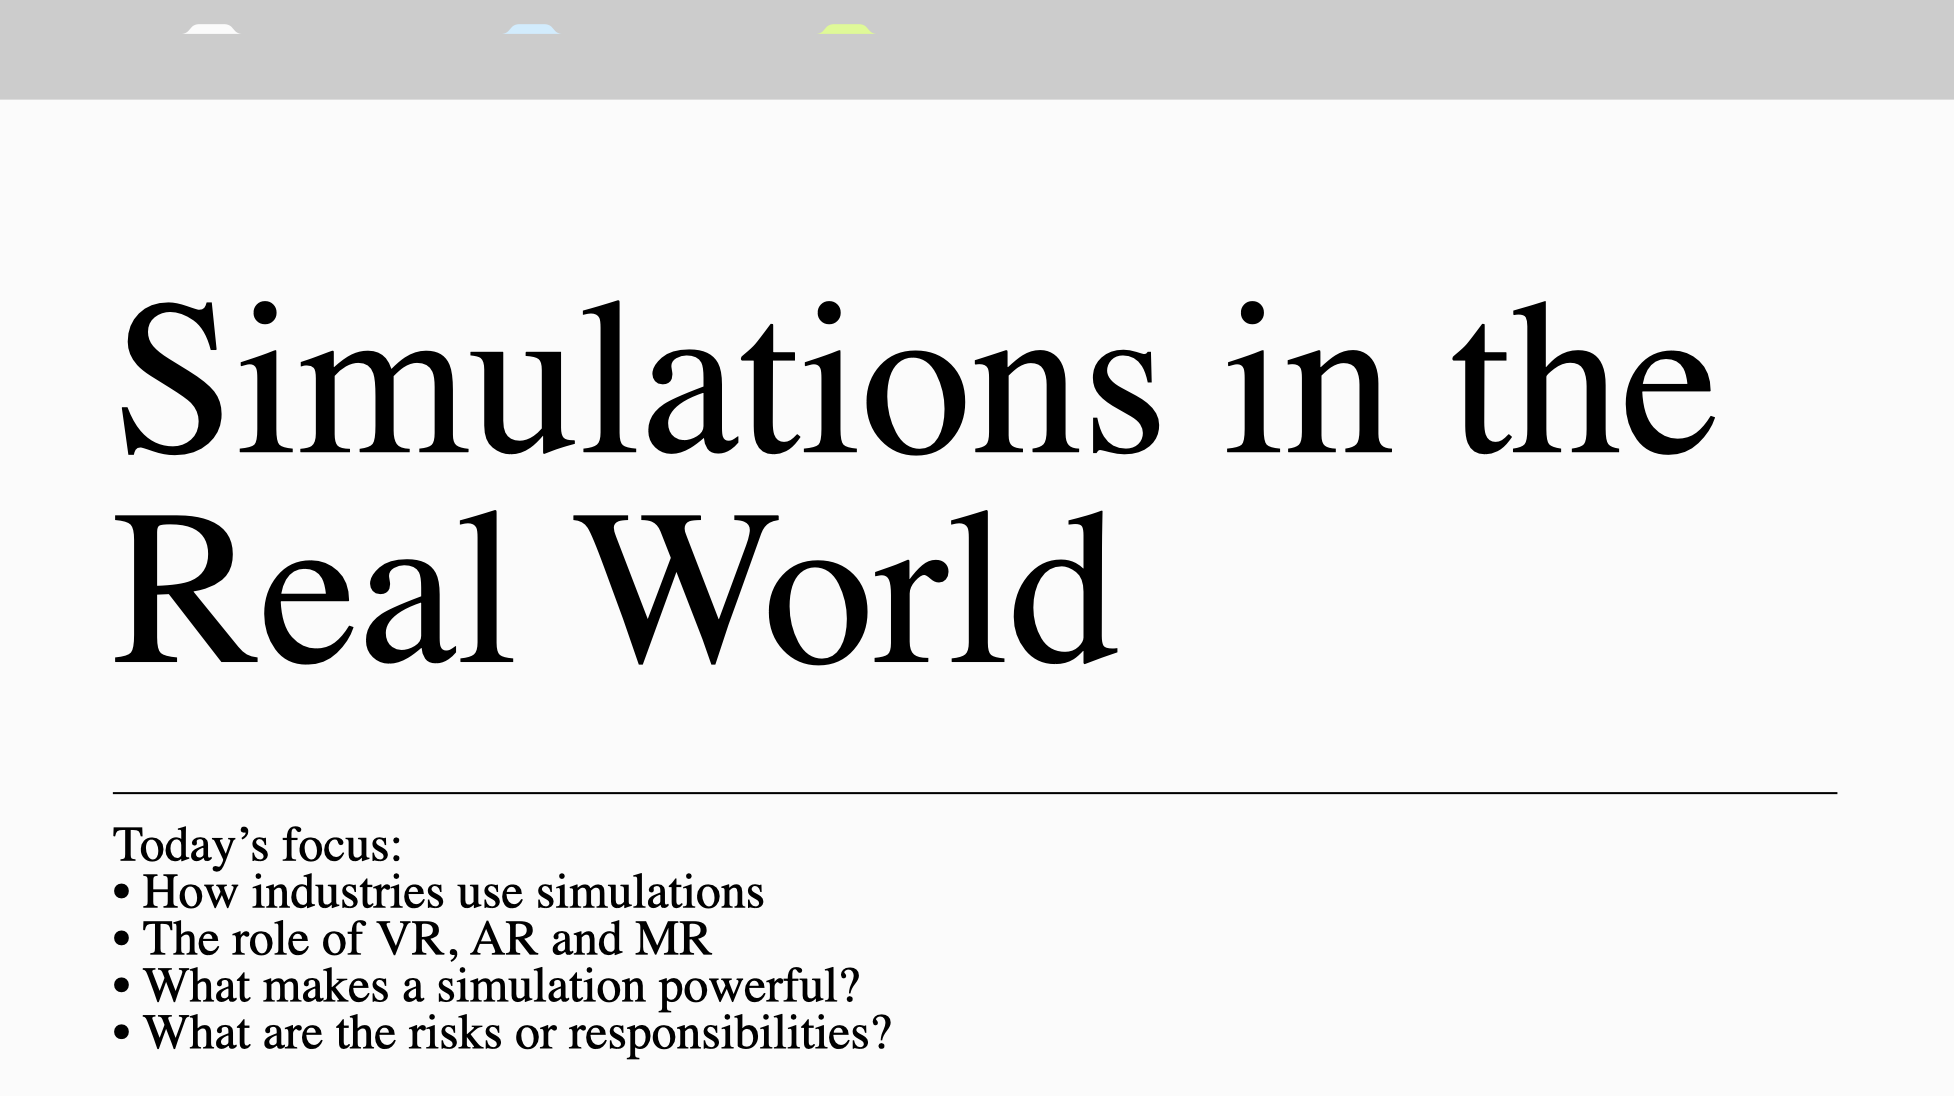 Simulations in the
Real World
Today’s focus:
• How industries use simulations
• The role of VR, AR and MR
• What makes a simulation powerful?
• What are the risks or responsibilities?